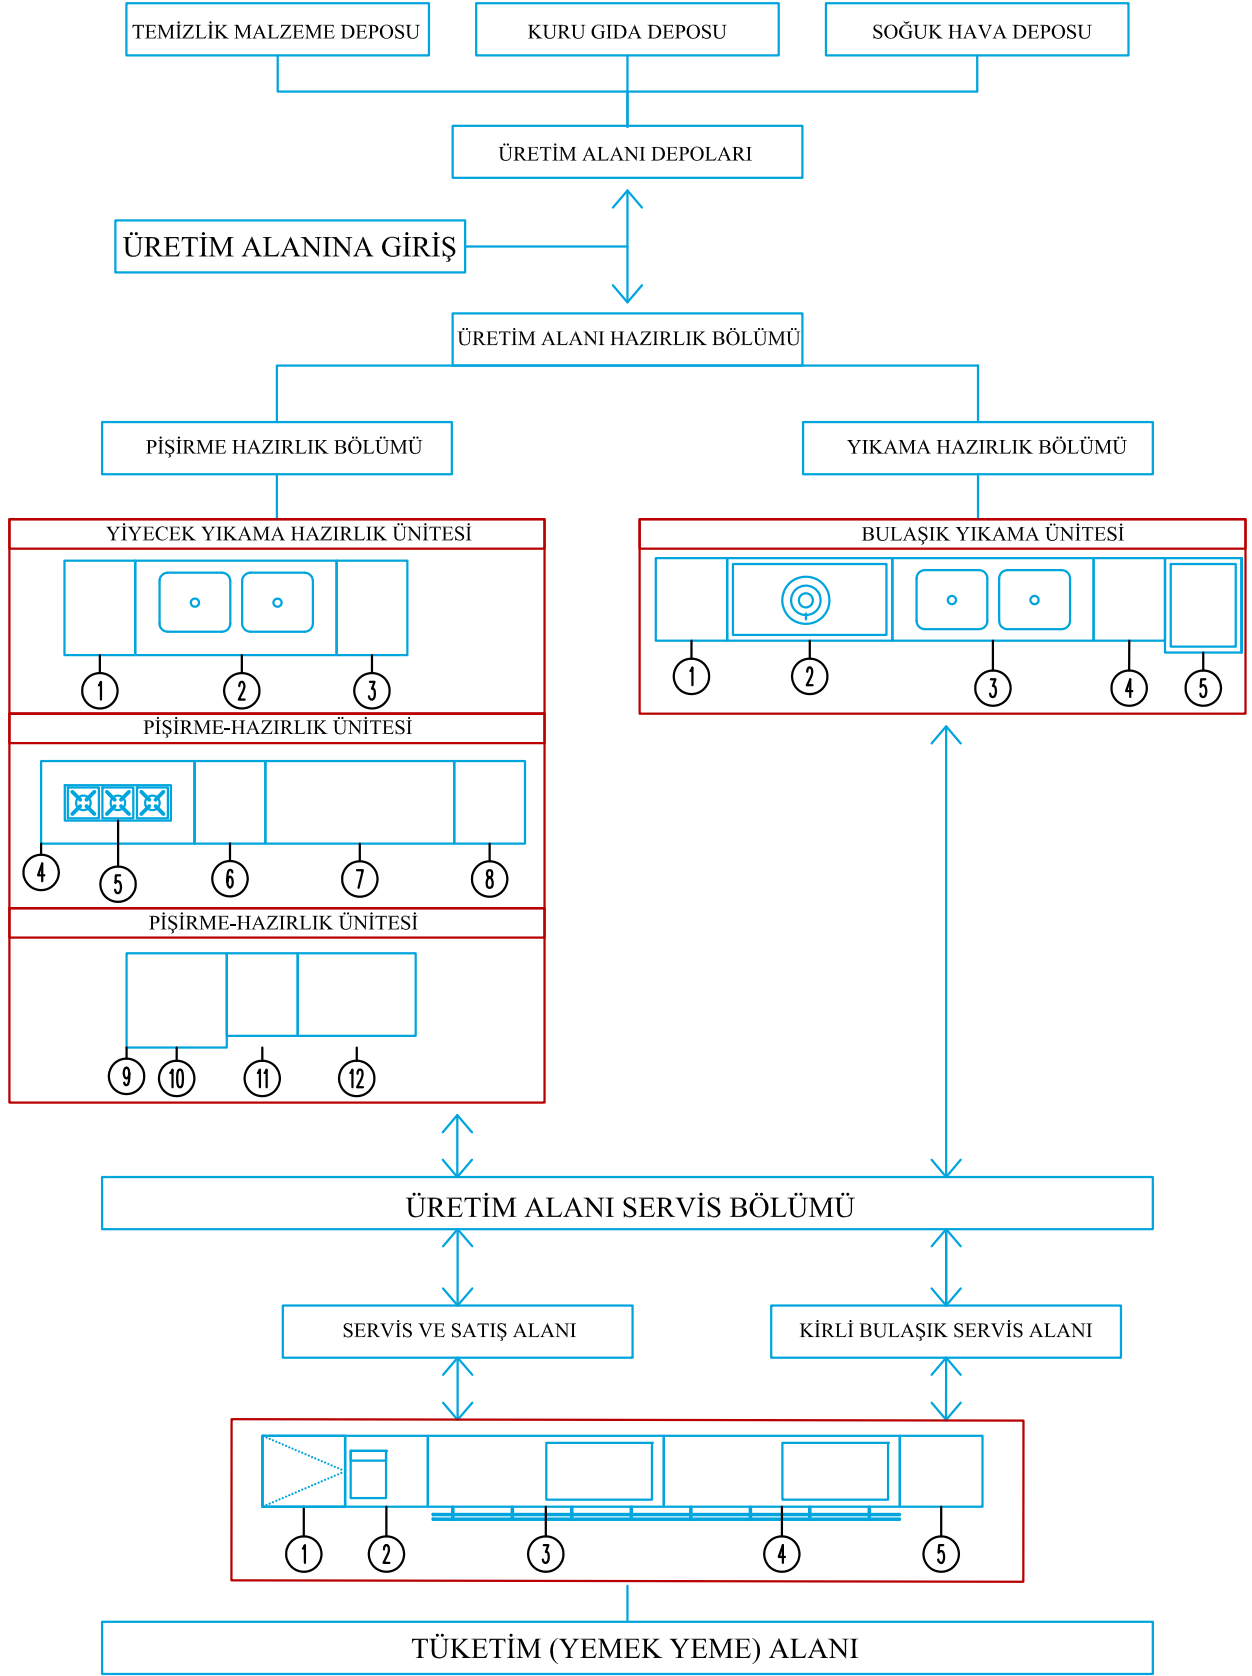 TEMİZLİK MALZEME DEPOSU
KURU GIDA DEPOSU
SOĞUK HAVA DEPOSU
ÜRETİM ALANI DEPOLARI
ÜRETİM ALANINA GİRİŞ
ÜRETİM ALANI HAZIRLIK BÖLÜMÜ
PİŞİRME HAZIRLIK BÖLÜMÜ
YIKAMA HAZIRLIK BÖLÜMÜ
YİYECEK YIKAMA HAZIRLIK ÜNİTESİ
1 2 3
BULAŞIK YIKAMA ÜNİTESİ
1 2 3 4 5
PİŞİRME-HAZIRLIK ÜNİTESİ
4 5 6 7 8
PİŞİRME-HAZIRLIK ÜNİTESİ
9 10 11 12
ÜRETİM ALANI SERVİS BÖLÜMÜ
SERVİS VE SATIŞ ALANI
KİRLİ BULAŞIK SERVİS ALANI
1 2 3 4 5
TÜKETİM (YEMEK YEME) ALANI